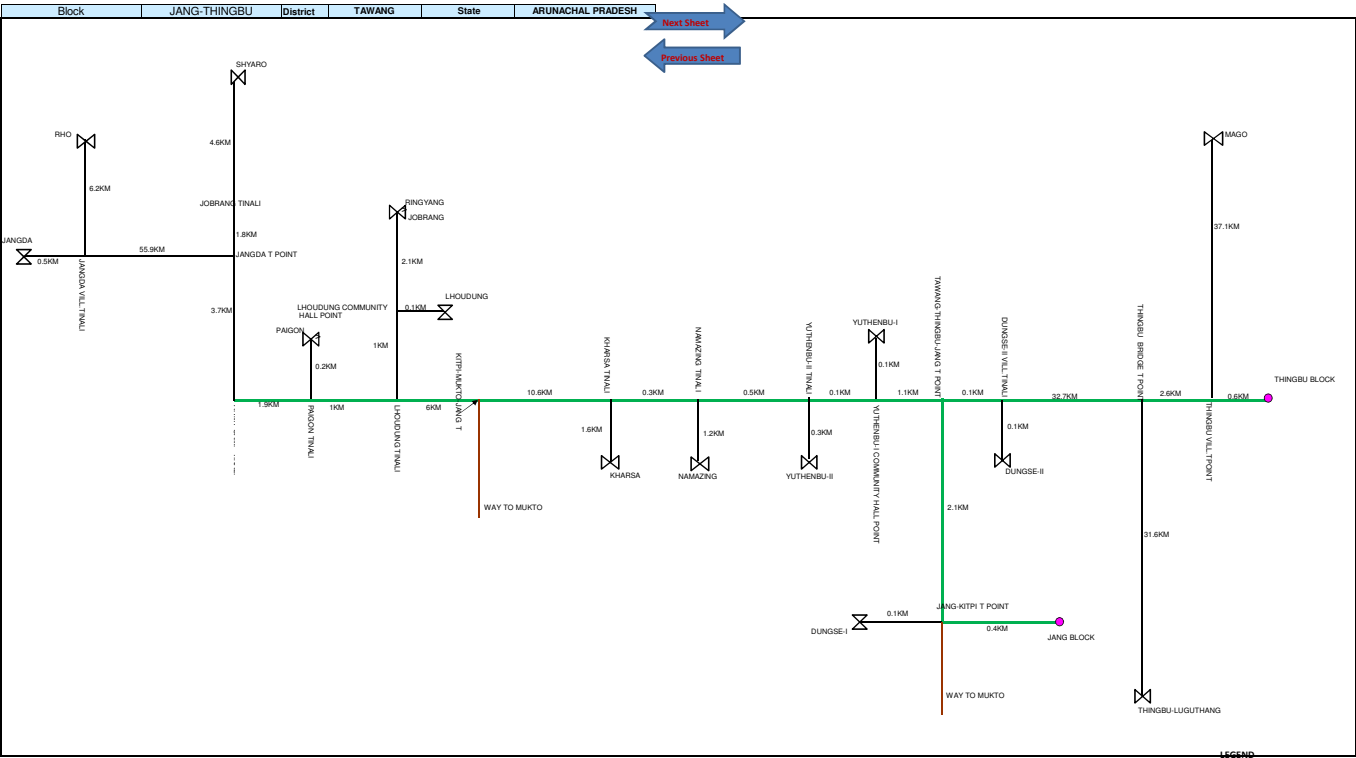 Block JANG-THINGBU District TAWANG State ARUNACHAL PRADESH
Next Sheet
Previous Sheet
SHYARO
RHO
MAGO
4.6KM
6.2KM
JOBRANG TINALI
RINGYANG
JOBRANG
37.1KM
1.8KM
JANGDA
55.9KM
JANGDA T POINT
0.5KM
2.1KM
JANGDA VILL TINALI
LHOUDUNG
3.7KM
LHOUDUNG COMMUNITY
HALL POINT
0.1KM
PAIGON
1KM
0.2KM
YUTHENBU-I
0.1KM
KITPI-MUKTO-JANG T
KHARSA TINALI
NAMAZING TINALI
YUTHENBU-II TINALI
TAWANG-THINGBU-JANG T POINT
DUNGSE-II VILL TINALI
THINGBU BRIDGE T POINT
THINGBU BLOCK
1.9KM
1KM
6KM
10.6KM
0.3KM
0.5KM
0.1KM
1.1KM
0.1KM
32.7KM
2.6KM
0.6KM
PAIGON TINALI
LHOUDUNG TINALI
YUTHENBU-I COMMUNITY HALL POINT
THINGBU VILL T POINT
1.6KM
1.2KM
0.3KM
0.1KM
KHARSA
NAMAZING
YUTHENBU-II
DUNGSE-II
WAY TO MUKTO
2.1KM
31.6KM
JANG-KITPI T POINT
0.1KM
DUNGSE-I
0.4KM
JANG BLOCK
WAY TO MUKTO
THINGBU-LUGUTHANG
LEGEND